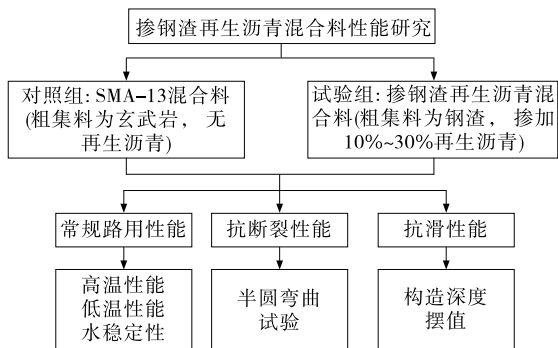 掺钢渣再生沥青混合料性能研究
对照组: SMA-13混合料
(粗集料为玄武岩, 无
再生沥青)
试验组: 掺钢渣再生沥青混
合料(粗集料为钢渣, 掺加
10%~30%再生沥青)
常规路用性能
抗断裂性能
抗滑性能
高温性能
低温性能
水稳定性
半圆弯曲
试验
构造深度
摆值